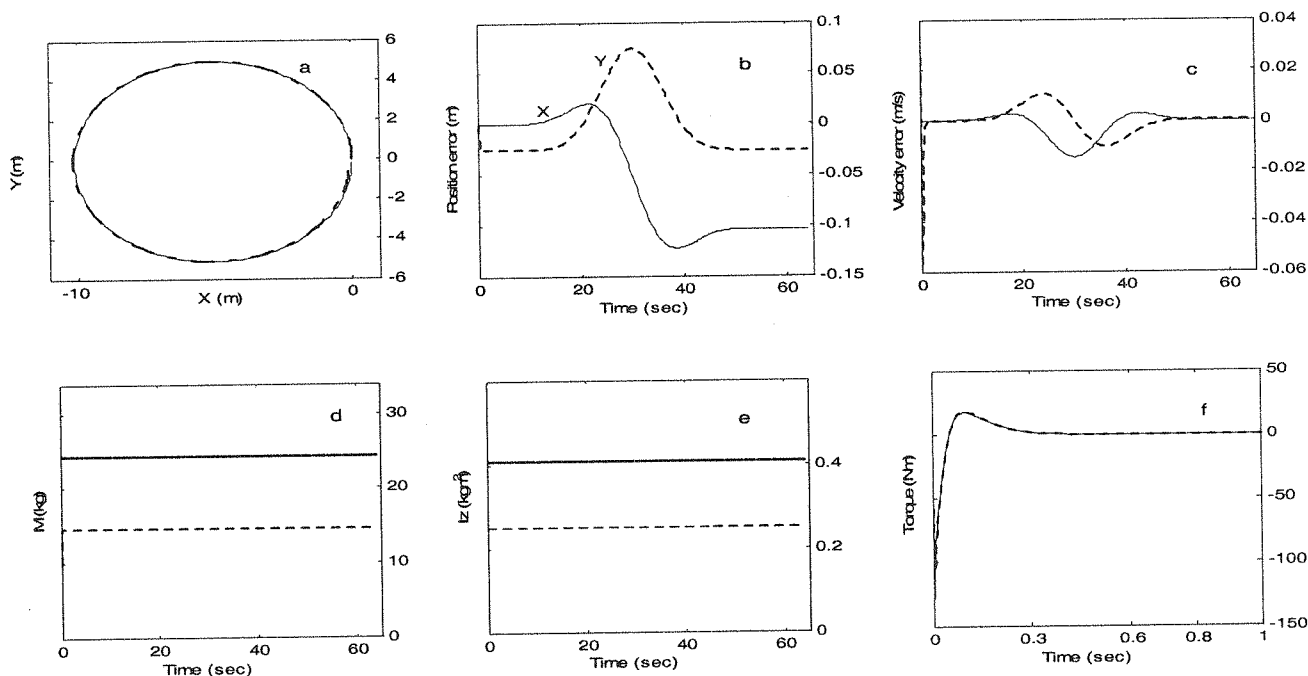 a
6
4
2
0
-2
-4
-6
Y (m)
-10
0
X (m)
b
Y
X
0.1
0.05
0
-0.05
-0.1
-0.15
Position error (m)
0
20
40
60
Time (sec)
c
0.04
0.02
0
-0.02
-0.04
-0.06
Velocity error (m/s)
0
20
40
60
Time (sec)
d
30
20
10
0
M (kg)
0
20
40
60
Time (sec)
e
0.4
0.2
0
Iz (kgm²)
0
20
40
60
Time (sec)
f
50
0
-50
-100
-150
Torque (Nm)
0
0.3
0.6
0.8
1
Time (sec)